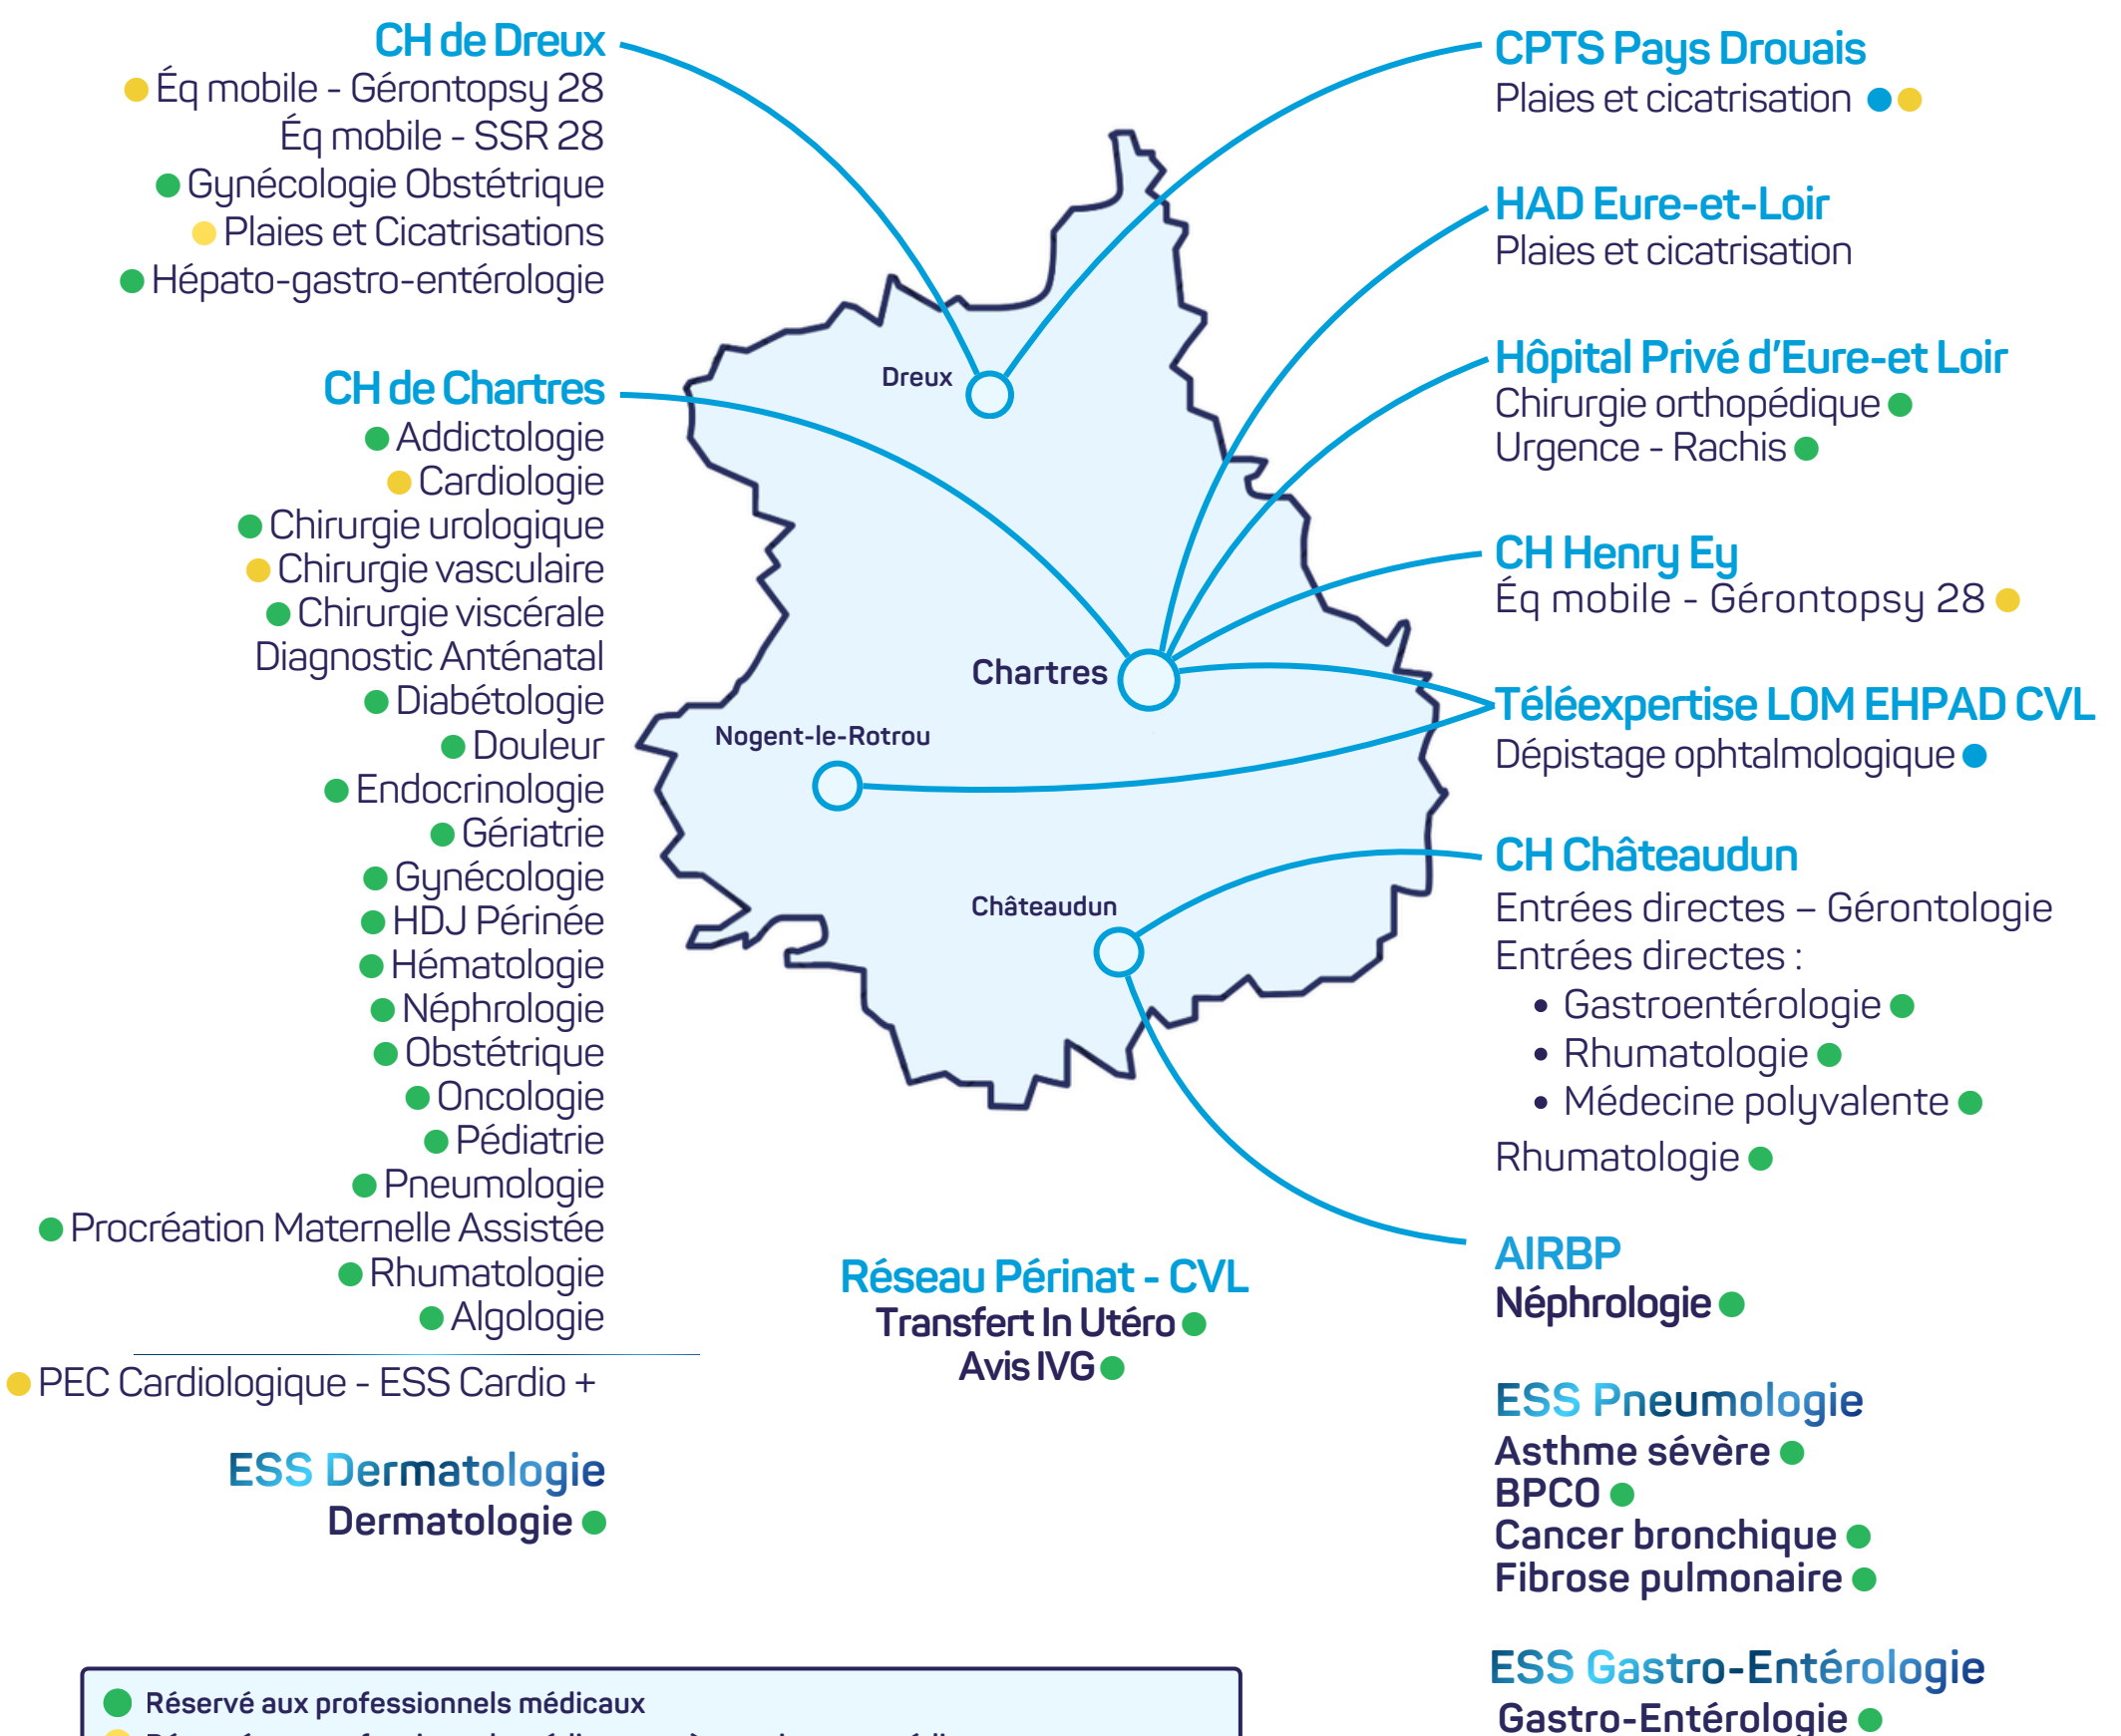 CH de Dreux
Éq mobile - Gérontopsy 28
Éq mobile - SSR 28
Gynécologie Obstétrique
Plaies et Cicatrisations
Hépato-gastro-entérologie
CH de Chartres
Addictologie
Cardiologie
Chirurgie urologique
Chirurgie vasculaire
Chirurgie viscérale
Diagnostic Anténatal
Diabétologie
Douleur
Endocrinologie
Gériatrie
Gynécologie
HDJ Périnée
Hématologie
Néphrologie
Obstétrique
Oncologie
Pédiatrie
Pneumologie
Procréation Maternelle Assistée
Rhumatologie
Algologie
PEC Cardiologique - ESS Cardio +
ESS Dermatologie
Dermatologie
Dreux
Chartres
Nogent-le-Rotrou
Châteaudun
Réseau Périnat - CVL
Transfert In Utéro
Avis IVG
CPTS Pays Drouais
Plaies et cicatrisation
HAD Eure-et-Loir
Plaies et cicatrisation
Hôpital Privé d'Eure-et Loir
Chirurgie orthopédique
Urgence - Rachis
CH Henry Ey
Éq mobile - Gérontopsy 28
Téléexpertise LOM EHPAD CVL
Dépistage ophtalmologique
CH Châteaudun
Entrées directes – Gérontologie
Entrées directes :
• Gastroentérologie
• Rhumatologie
• Médecine polyvalente
Rhumatologie
AIRBP
Néphrologie
ESS Pneumologie
Asthme sévère
BPCO
Cancer bronchique
Fibrose pulmonaire
ESS Gastro-Entérologie
Gastro-Entérologie
Réservé aux professionnels médicaux